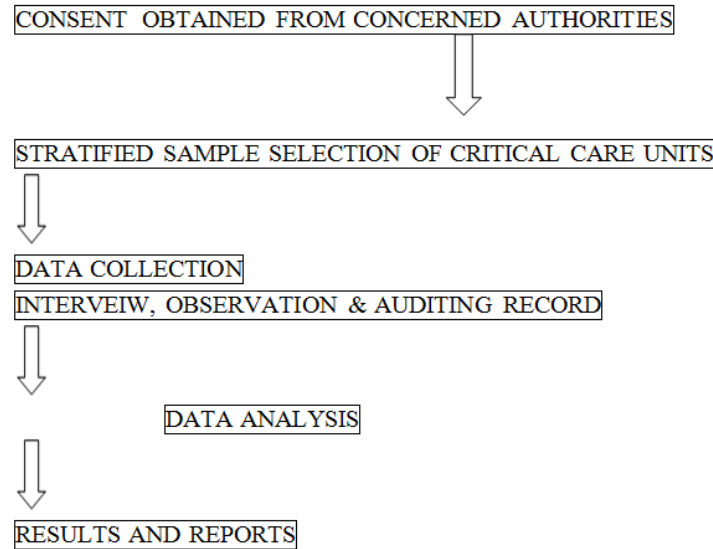 CONSENT OBTAINED FROM CONCERNED AUTHORITIES
STRATIFIED SAMPLE SELECTION OF CRITICAL CARE UNITS
DATA COLLECTION
INTERVEIW, OBSERVATION & AUDITING RECORD
DATA ANALYSIS
RESULTS AND REPORTS